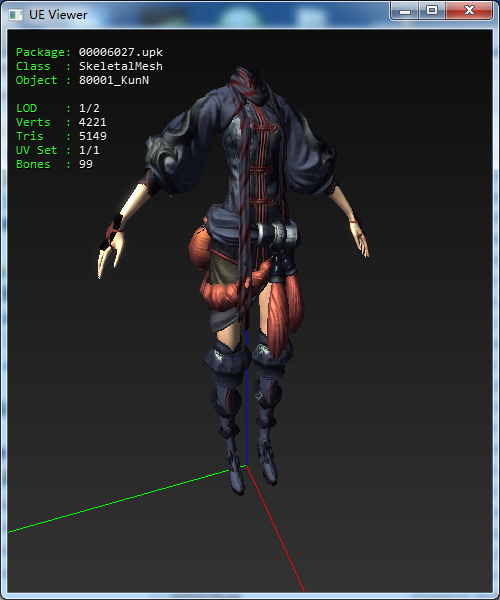 UE Viewer
Package: 00006027.upk
Class : SkeletalMesh
Object : 80001_KunN
LOD : 1/2
Verts : 4221
Tris : 5149
UV Set : 1/1
Bones : 99